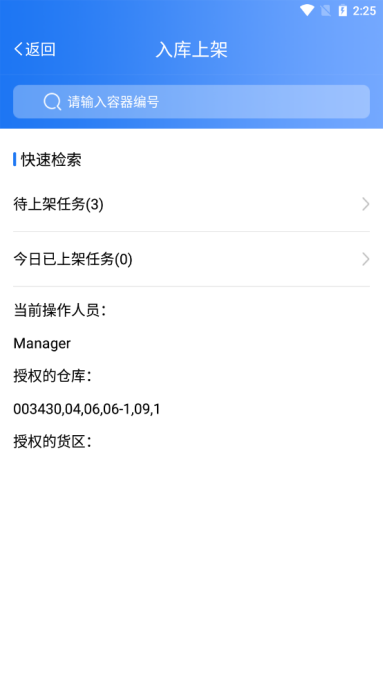 2:25
返回
入库上架
请输入容器编号
快速检索
待上架任务(3)
今日已上架任务(0)
当前操作人员：
Manager
授权的仓库：
003430,04,06,06-1,09,1
授权的货区：